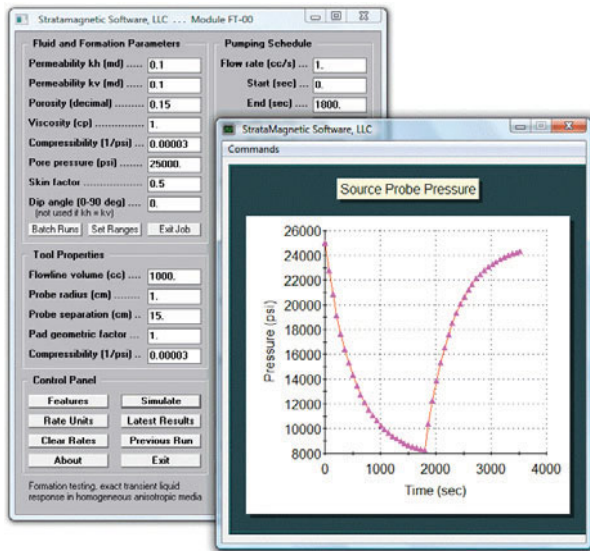 Stratamagnetic Software, LLC ... Module FT-00
Fluid and Formation Parameters
Permeability kh (md) ..... 0.1
Permeability kv (md) ..... 0.1
Porosity (decimal) ......... 0.15
Viscosity (cp) ............... 1.
Compressibility (1/psi) ... 0.00003
Pore pressure (psi) ....... 25000.
Skin factor .................. 0.5
Dip angle (0-90 deg) .... 0.
(not used if kh = kv)
Batch Runs Set Ranges Exit Job
Pumping Schedule
Flow rate (cc/s) ... 1.
Start (sec) 0.
End (sec) 1800.
Tool Properties
Flowline volume (cc) .... 1000.
Probe radius (cm) ........ 1.
Probe separation (cm) .. 15.
Pad geometric factor ... 1.
Compressibility (1/psi) .. 0.00003
Control Panel
Features Simulate
Rate Units Latest Results
Clear Rates Previous Run
About Exit
Formation testing, exact transient liquid
response in homogeneous anisotropic media
StrataMagnetic Software, LLC
Commands
Source Probe Pressure
Pressure (psi)
26000
24000
22000
20000
18000
16000
14000
12000
10000
8000
0 1000 2000 3000 4000
Time (sec)